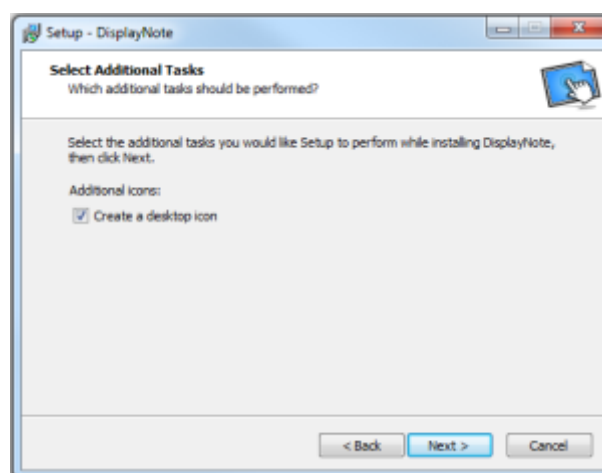 Setup - DisplayNote
Select Additional Tasks
Which additional tasks should be performed?
Select the additional tasks you would like Setup to perform while installing DisplayNote,
then click Next.
Additional icons:
Create a desktop icon
< Back
Next >
Cancel